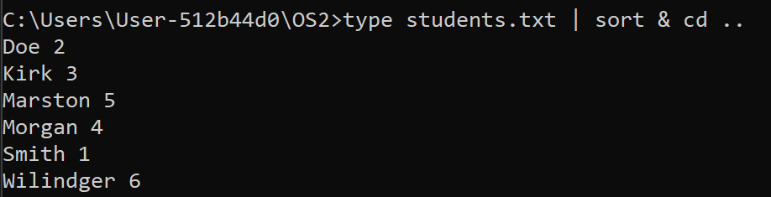 C:\Users\User-512b44d0\OS2>type students.txt | sort & cd ..
Doe 2
Kirk 3
Marston 5
Morgan 4
Smith 1
Wilindger 6